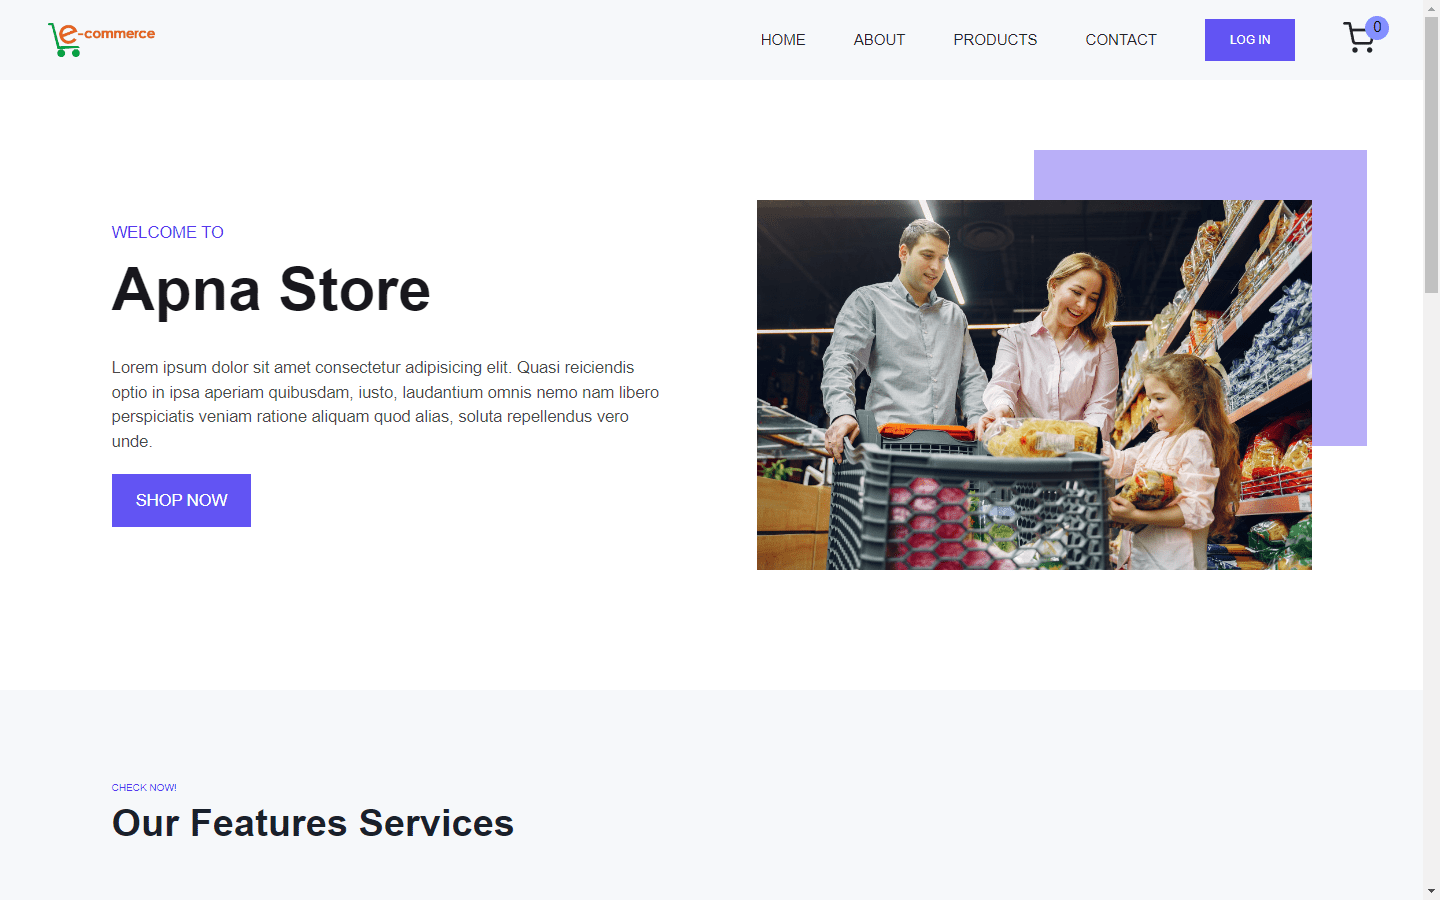 e-commerce
HOME
ABOUT
PRODUCTS
CONTACT
LOG IN
0
WELCOME TO
Apna Store
Lorem ipsum dolor sit amet consectetur adipisicing elit. Quasi reiciendis
optio in ipsa aperiam quibusdam, iusto, laudantium omnis nemo nam libero
perspiciatis veniam ratione aliquam quod alias, soluta repellendus vero
unde.
SHOP NOW
CHECK NOW!
Our Features Services